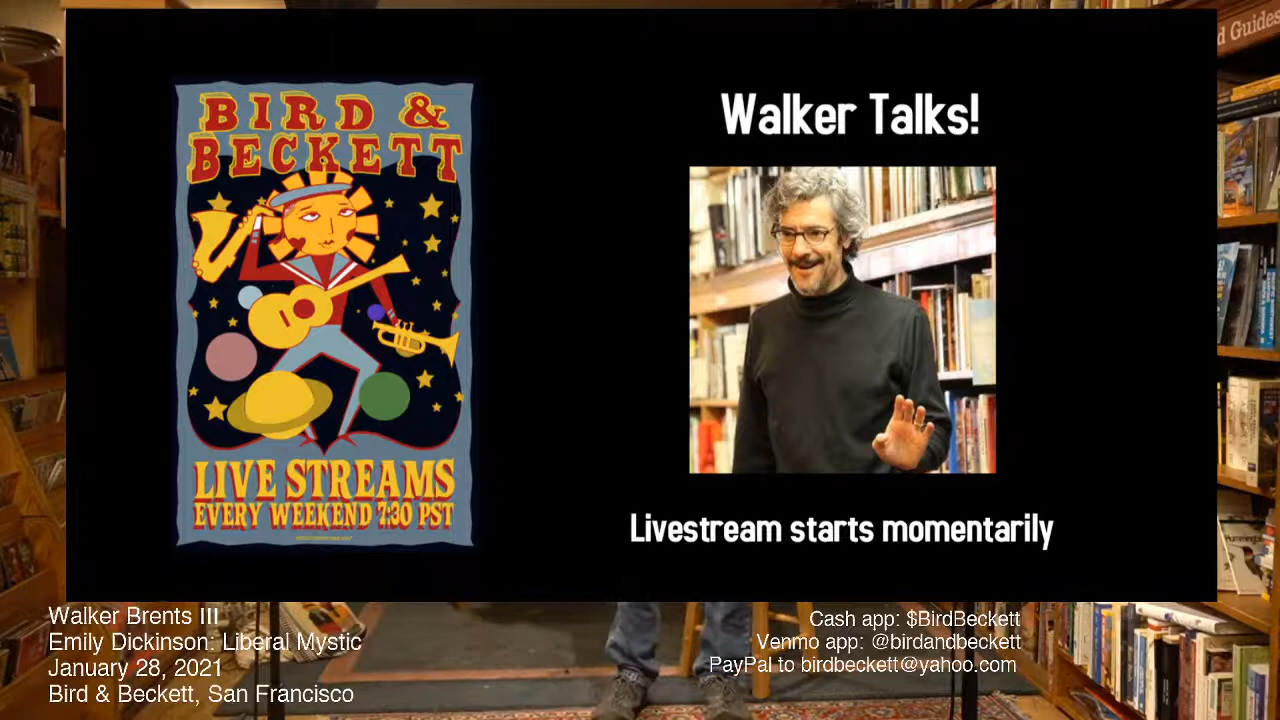 BIRD &
BECKETT
LIVE STREAMS
EVERY WEEKEND 7:30 PST
Walker Talks!
Livestream starts momentarily
d Guides
Walker Brents III
Emily Dickinson: Liberal Mystic
January 28, 2021
Bird & Beckett, San Francisco
Cash app: $BirdBeckett
Venmo app: @birdandbeckett
PayPal to birdbeckett@yahoo.com